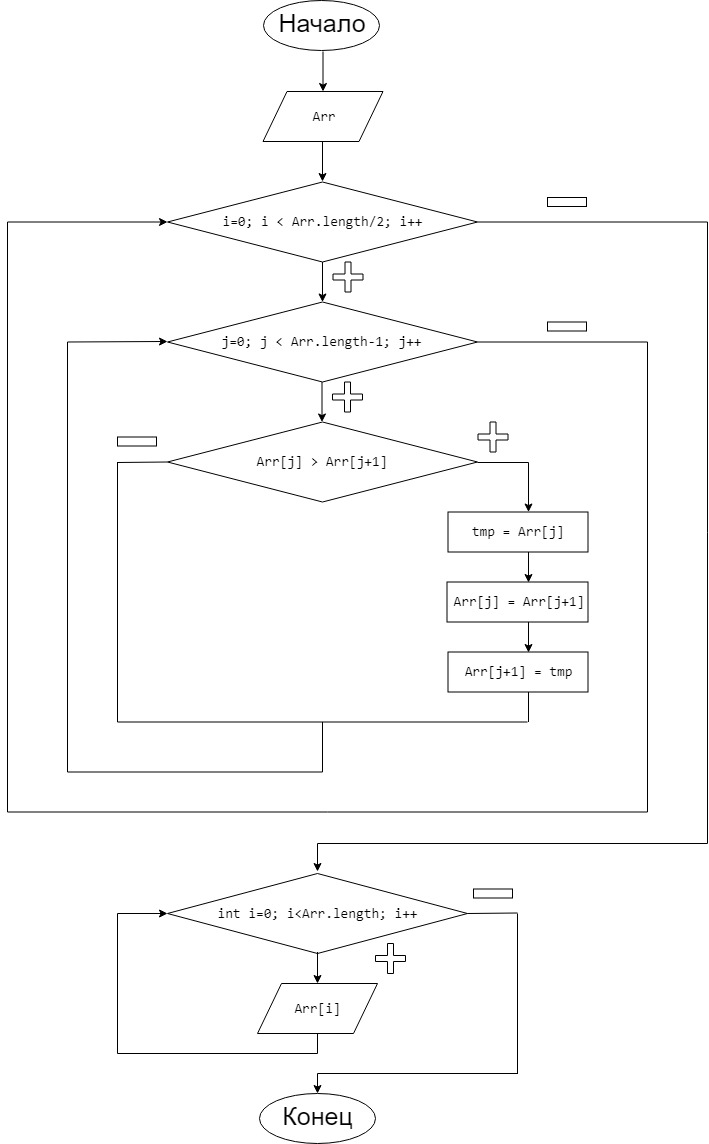 Начало
Arr
i=0; i < Arr.length/2; i++
j=0; j < Arr.length-1; j++
Arr[j] > Arr[j+1]
tmp = Arr[j]
Arr[j] = Arr[j+1]
Arr[j+1] = tmp
int i=0; i<Arr.length; i++
Arr[i]
Конец